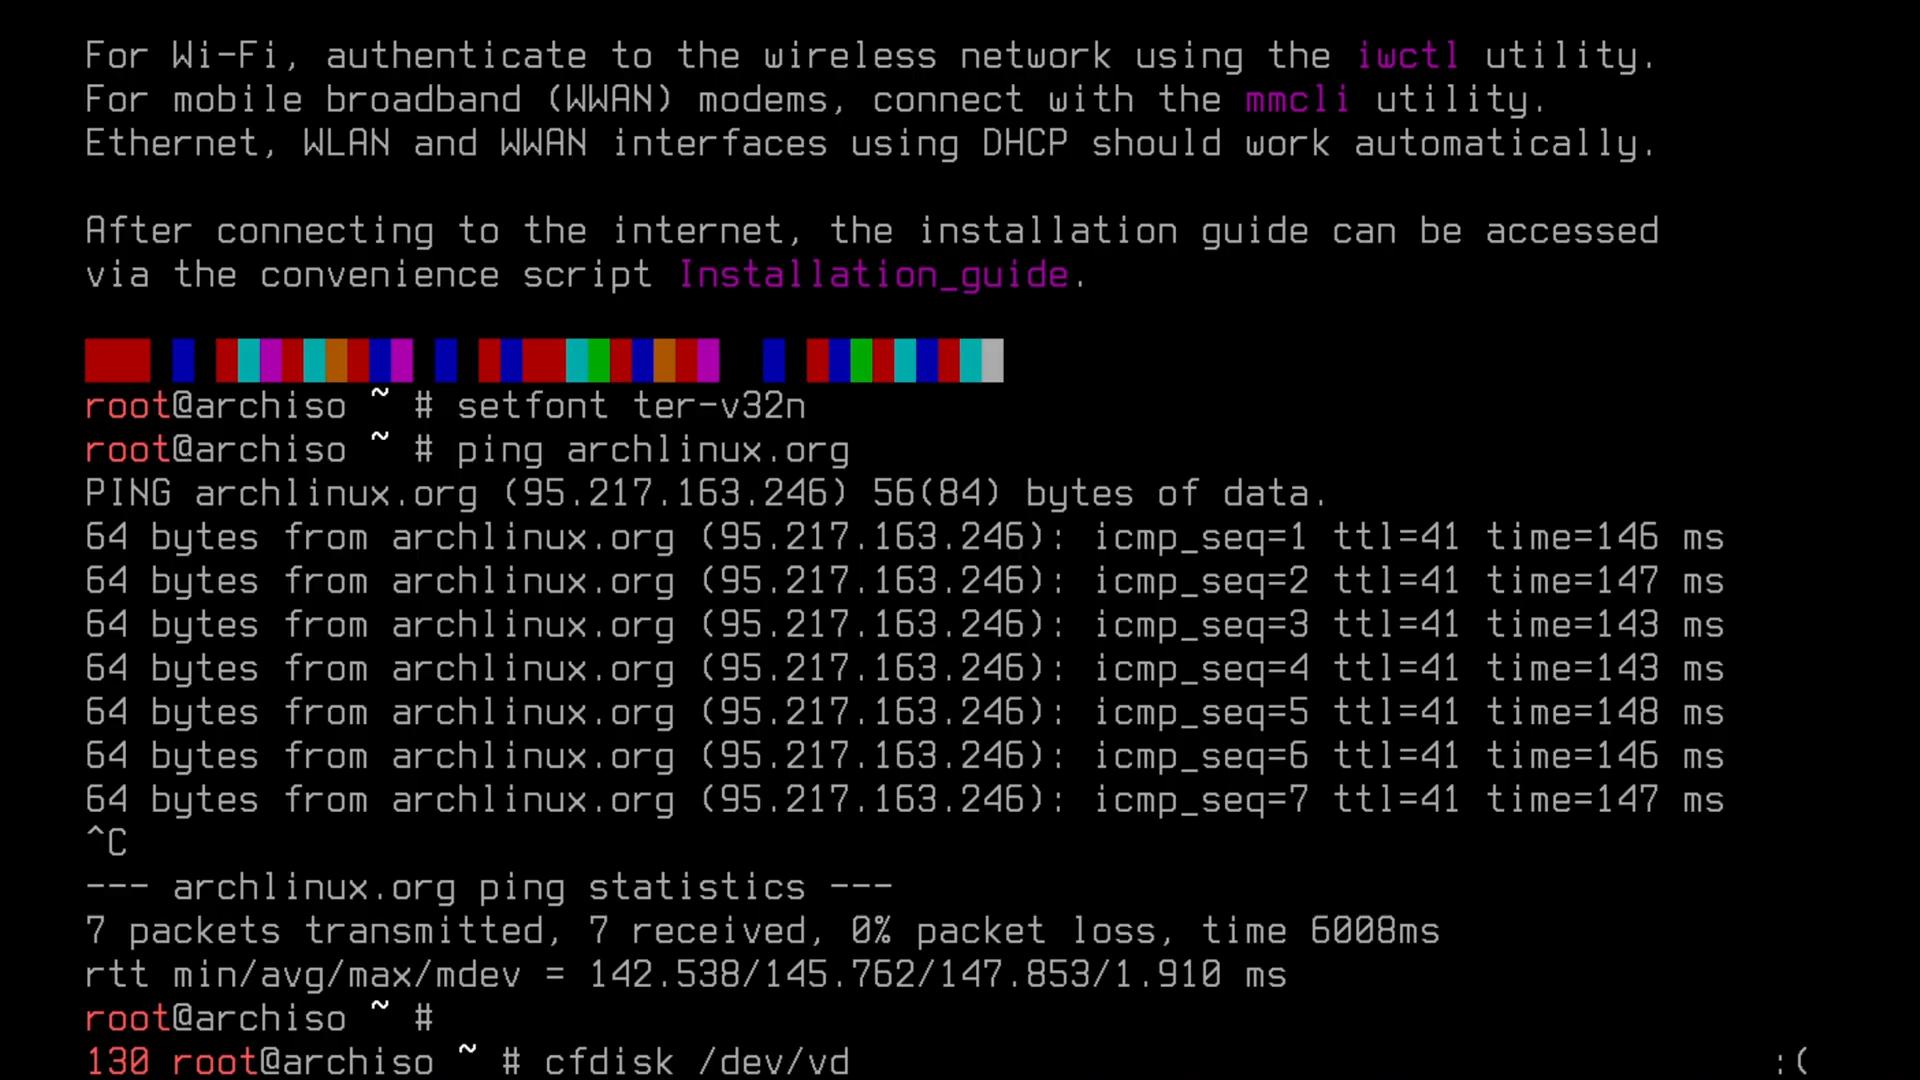 For Wi-Fi, authenticate to the wireless network using the iwctl utility.
For mobile broadband (WWAN) modems, connect with the mmcli utility.
Ethernet, WLAN and WWAN interfaces using DHCP should work automatically.
After connecting to the internet, the installation guide can be accessed
via the convenience script Installation_guide.
root@archiso ~ # setfont ter-v32n
root@archiso ~ # ping archlinux.org
PING archlinux.org (95.217.163.246) 56(84) bytes of data.
64 bytes from archlinux.org (95.217.163.246): icmp_seq=1 ttl=41 time=146 ms
64 bytes from archlinux.org (95.217.163.246): icmp_seq=2 ttl=41 time=147 ms
64 bytes from archlinux.org (95.217.163.246): icmp_seq=3 ttl=41 time=143 ms
64 bytes from archlinux.org (95.217.163.246): icmp_seq=4 ttl=41 time=143 ms
64 bytes from archlinux.org (95.217.163.246): icmp_seq=5 ttl=41 time=148 ms
64 bytes from archlinux.org (95.217.163.246): icmp_seq=6 ttl=41 time=146 ms
64 bytes from archlinux.org (95.217.163.246): icmp_seq=7 ttl=41 time=147 ms
^C
--- archlinux.org ping statistics ---
7 packets transmitted, 7 received, 0% packet loss, time 6008ms
rtt min/avg/max/mdev = 142.538/145.762/147.853/1.910 ms
root@archiso ~ #
130 root@archiso ~ # cfdisk /dev/vd :(